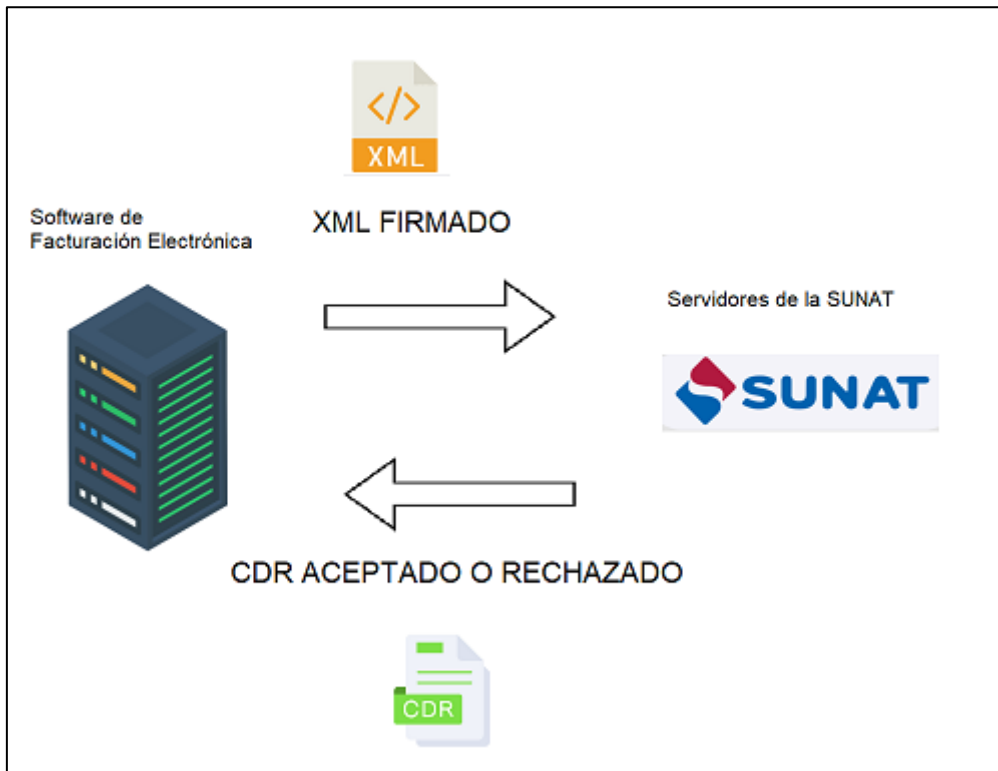 </>
XML
XML FIRMADO
Software de
Facturación Electrónica
Servidores de la SUNAT
SUNAT
CDR ACEPTADO O RECHAZADO
CDR